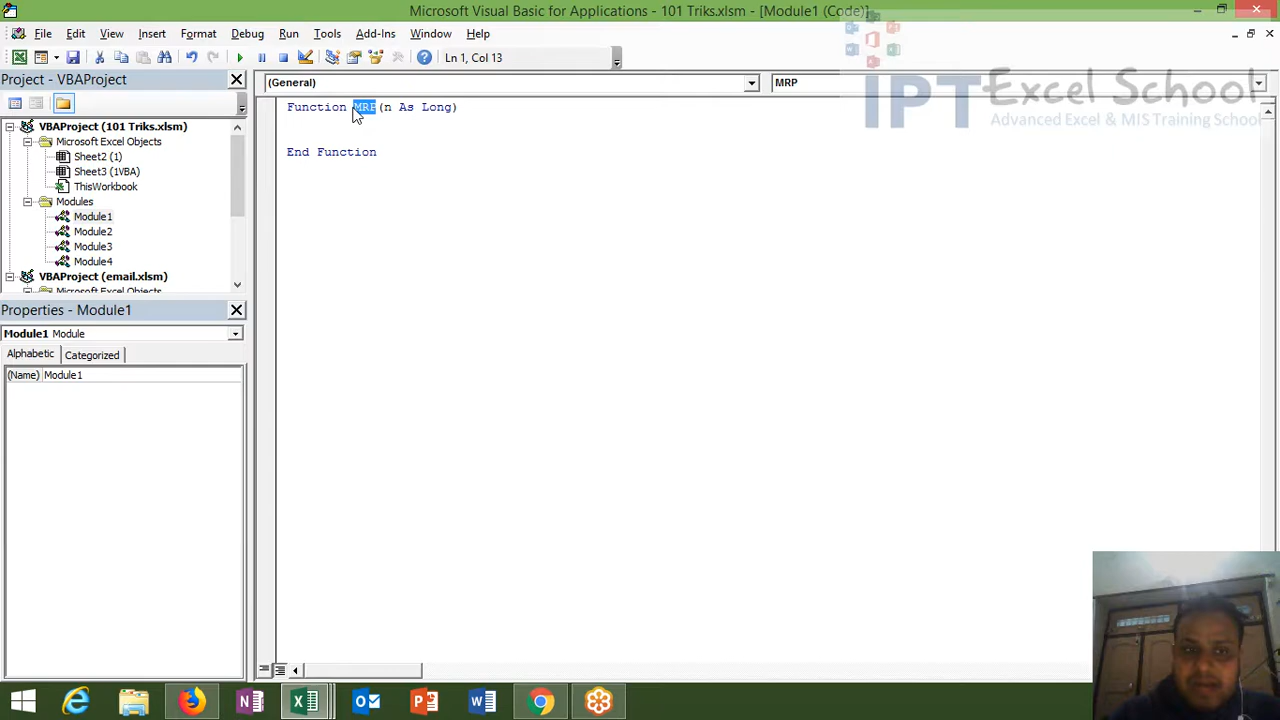 Microsoft Visual Basic for Applications - 101 Triks.xlsm - [Module1 (Code)]
File Edit View Insert Format Debug Run Tools Add-Ins Window Help
Ln 1, Col 13
Project - VBAProject
(General)
MRP
IPT Excel School
Advanced Excel & MIS Training School
Function MRP(n As Long)
End Function
VBAProject (101 Triks.xlsm)
Microsoft Excel Objects
Sheet2 (1)
Sheet3 (1VBA)
ThisWorkbook
Modules
Module1
Module2
Module3
Module4
VBAProject (email.xlsm)
Microsoft Excel Objects
Properties - Module1
Module1 Module
Alphabetic Categorized
(Name) Module1